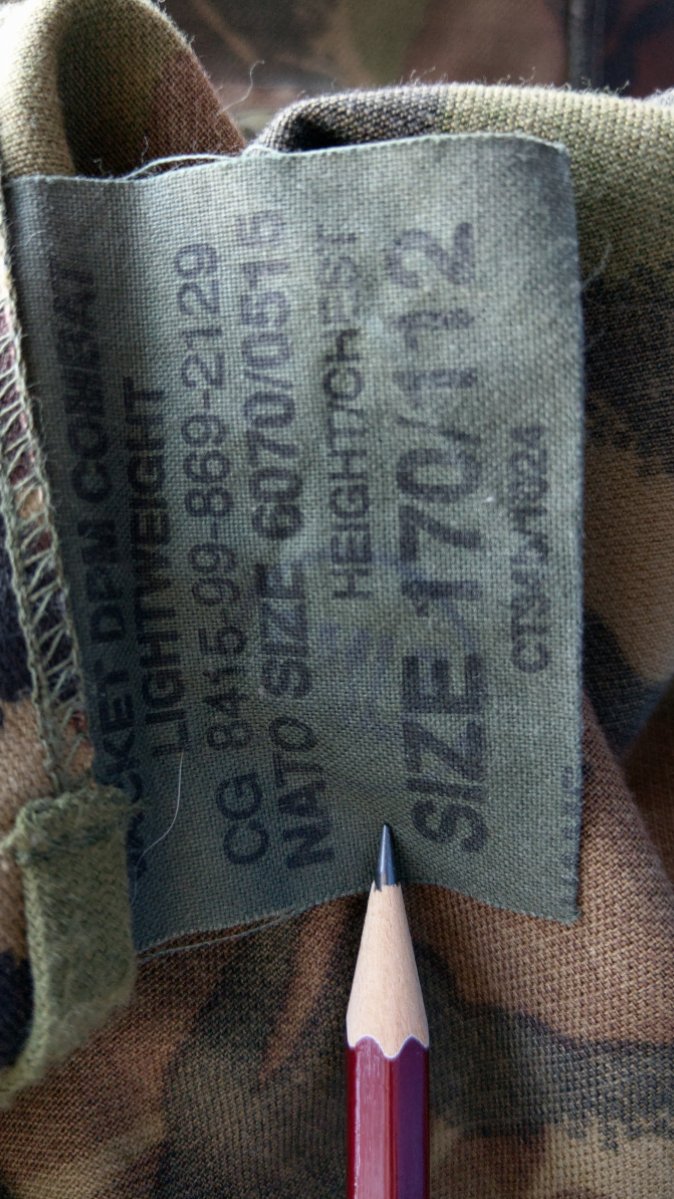 JACKET DPM COMBAT
LIGHTWEIGHT
CG 8415-99-869-2129
NATO SIZE 6070/0515
HEIGHT/CHEST
SIZE 170/112